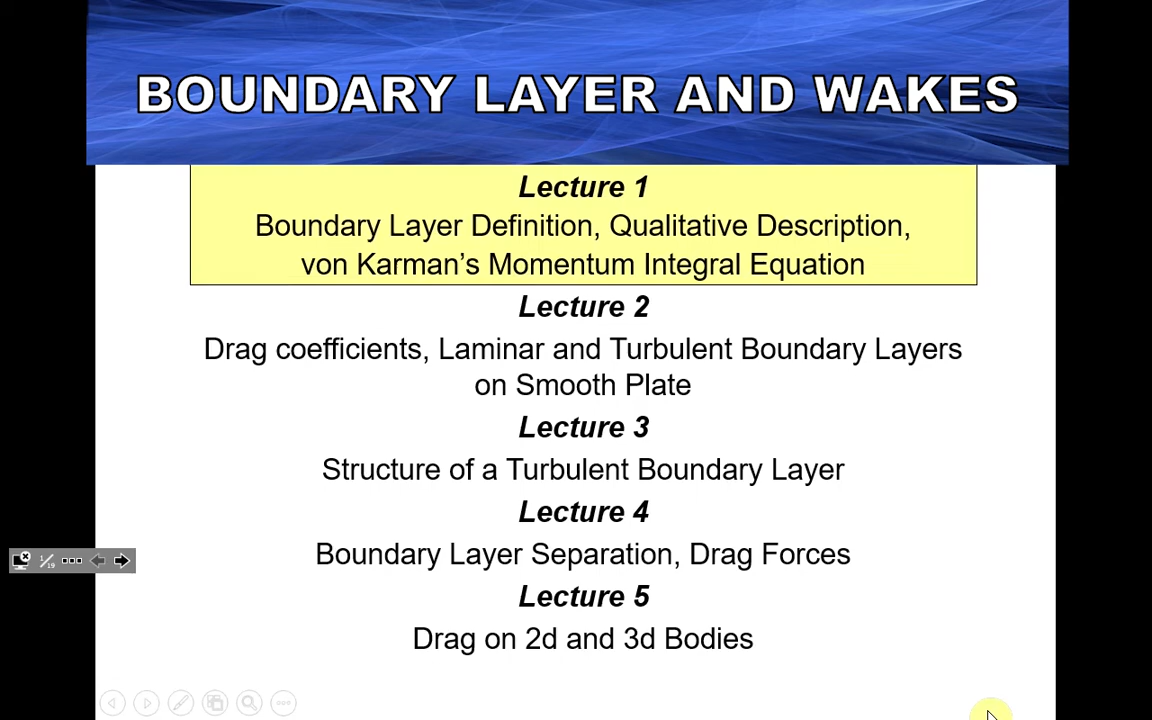 BOUNDARY LAYER AND WAKES
Lecture 1
Boundary Layer Definition, Qualitative Description,
von Karman’s Momentum Integral Equation
Lecture 2
Drag coefficients, Laminar and Turbulent Boundary Layers
on Smooth Plate
Lecture 3
Structure of a Turbulent Boundary Layer
Lecture 4
Boundary Layer Separation, Drag Forces
1/19
Lecture 5
Drag on 2d and 3d Bodies